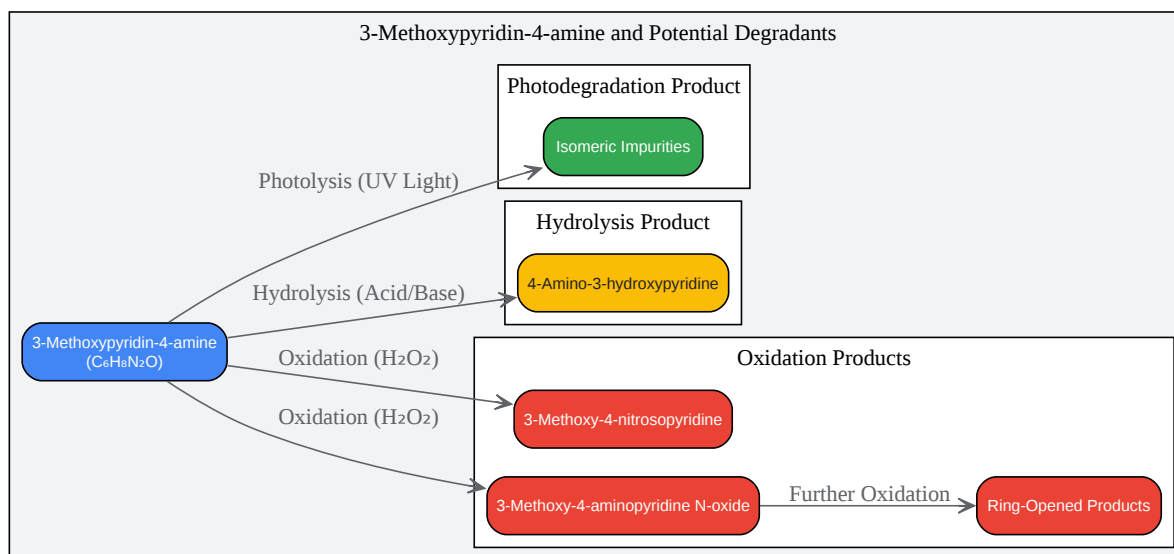 3-Methoxypyridin-4-amine and Potential Degradants
Photodegradation Product
Isomeric Impurities
Photolysis (UV Light)
Hydrolysis Product
4-Amino-3-hydroxypyridine
Hydrolysis (Acid/Base)
3-Methoxypyridin-4-amine
(C₆H₈N₂O)
Oxidation Products
Oxidation (H₂O₂)
3-Methoxy-4-nitrosopyridine
Oxidation (H₂O₂)
3-Methoxy-4-aminopyridine N-oxide
Further Oxidation
Ring-Opened Products